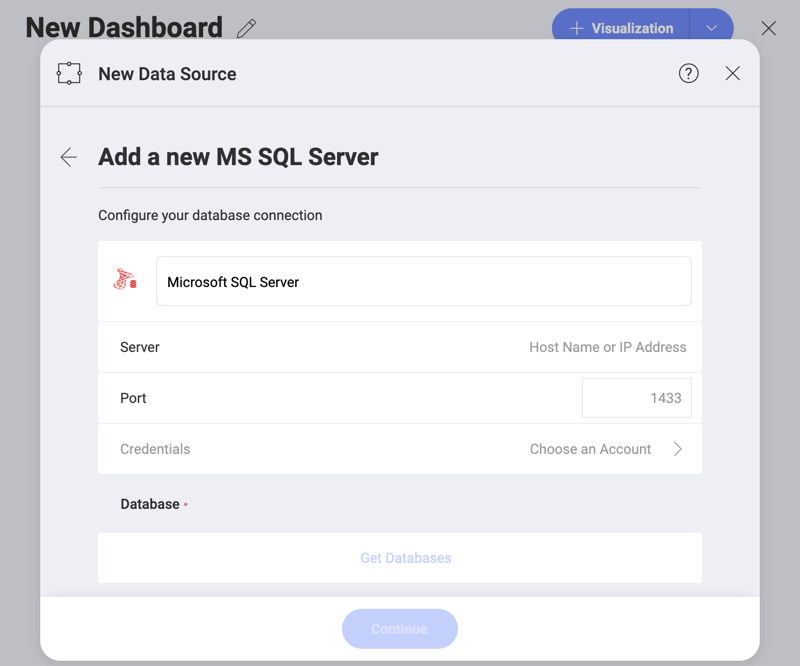 New Dashboard
Visualization
New Data Source
?
Add a new MS SQL Server
Configure your database connection
Microsoft SQL Server
Server Host Name or IP Address
Port 1433
Credentials Choose an Account
Database •
Get Databases
Continue